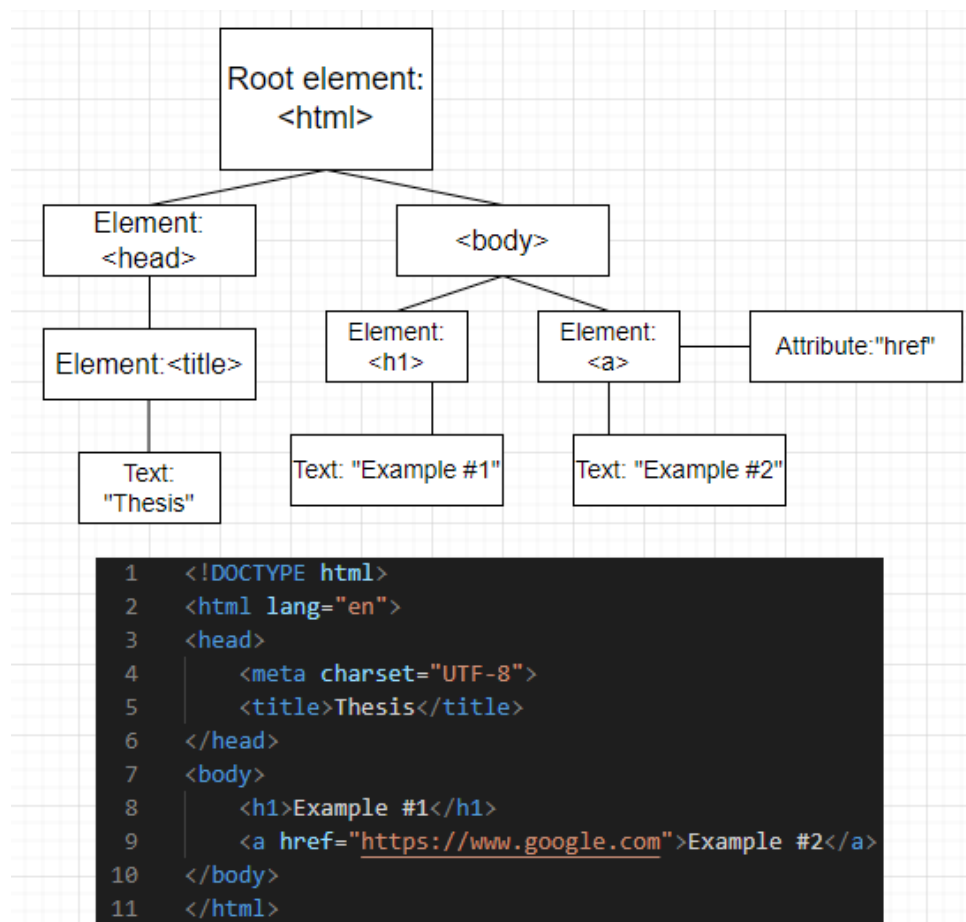 Root element:
<html>
Element:
<head>
<body>
Element:
<h1>
Element:
<a>
Attribute:"href"
Element:<title>
Text:
"Thesis"
Text: "Example #1"
Text: "Example #2"
1 <!DOCTYPE html>
2 <html lang="en">
3 <head>
4 <meta charset="UTF-8">
5 <title>Thesis</title>
6 </head>
7 <body>
8 <h1>Example #1</h1>
9 <a href="https://www.google.com">Example #2</a>
10 </body>
11 </html>